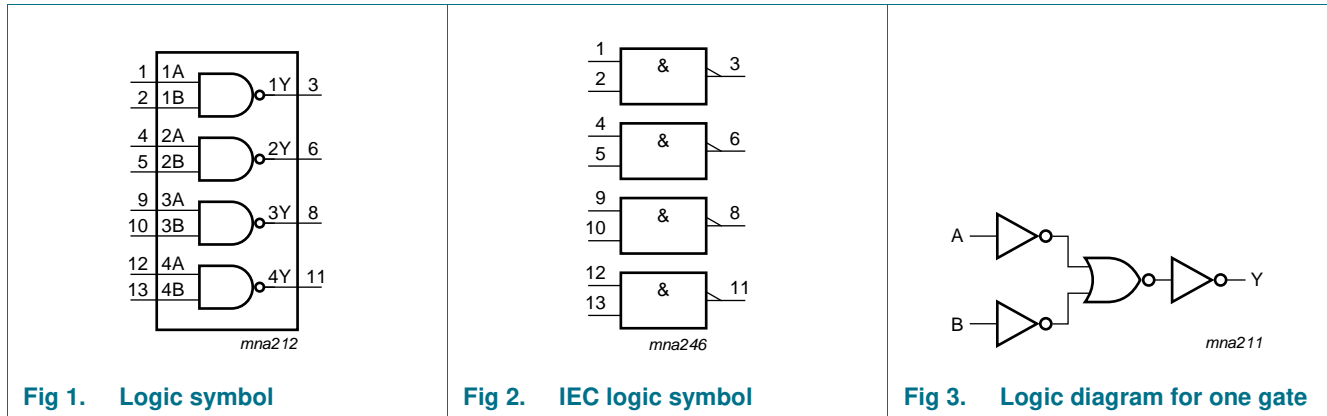 1 1A
2 1B
1Y 3
4 2A
5 2B
2Y 6
9 3A
10 3B
3Y 8
12 4A
13 4B
4Y 11
mna212
Fig 1. Logic symbol
1
2
&
3
4
5
&
6
9
10
&
8
12
13
&
11
mna246
Fig 2. IEC logic symbol
A
B
Y
mna211
Fig 3. Logic diagram for one gate